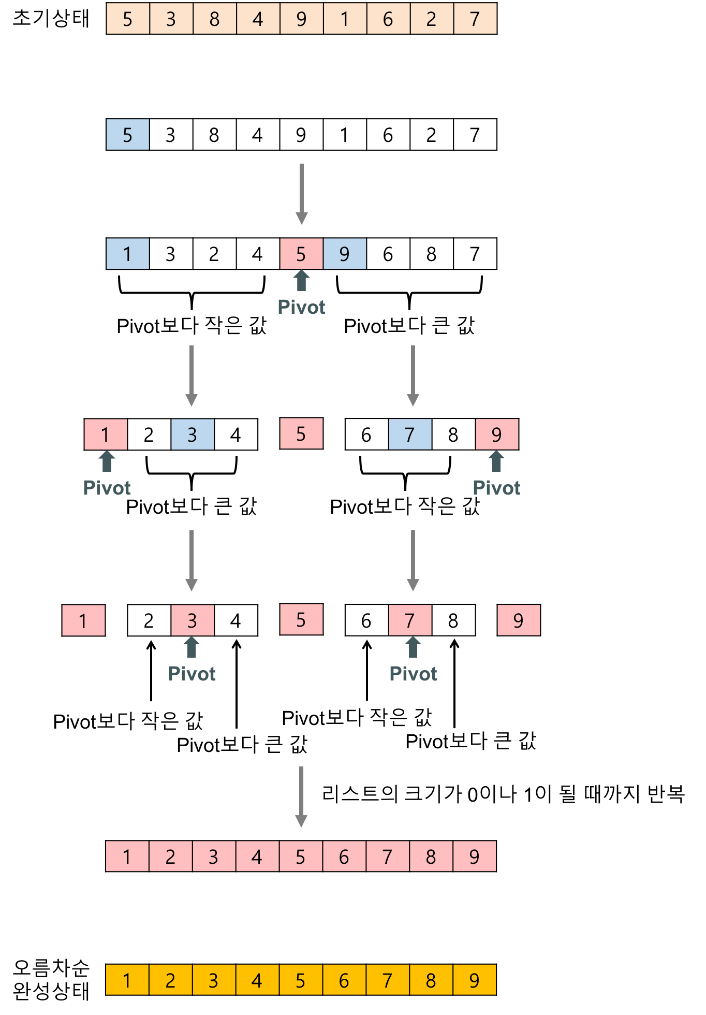 초기상태 5 3 8 4 9 1 6 2 7
5 3 8 4 9 1 6 2 7
1 3 2 4 5 9 6 8 7
Pivot
Pivot보다 작은 값 Pivot보다 큰 값
1 2 3 4 5 6 7 8 9
Pivot Pivot
Pivot보다 큰 값 Pivot보다 작은 값
1 2 3 4 5 6 7 8 9
Pivot Pivot
Pivot보다 작은 값 Pivot보다 작은 값
Pivot보다 큰 값 Pivot보다 큰 값
리스트의 크기가 0이나 1이 될 때까지 반복
1 2 3 4 5 6 7 8 9
오름차순
완성상태 1 2 3 4 5 6 7 8 9